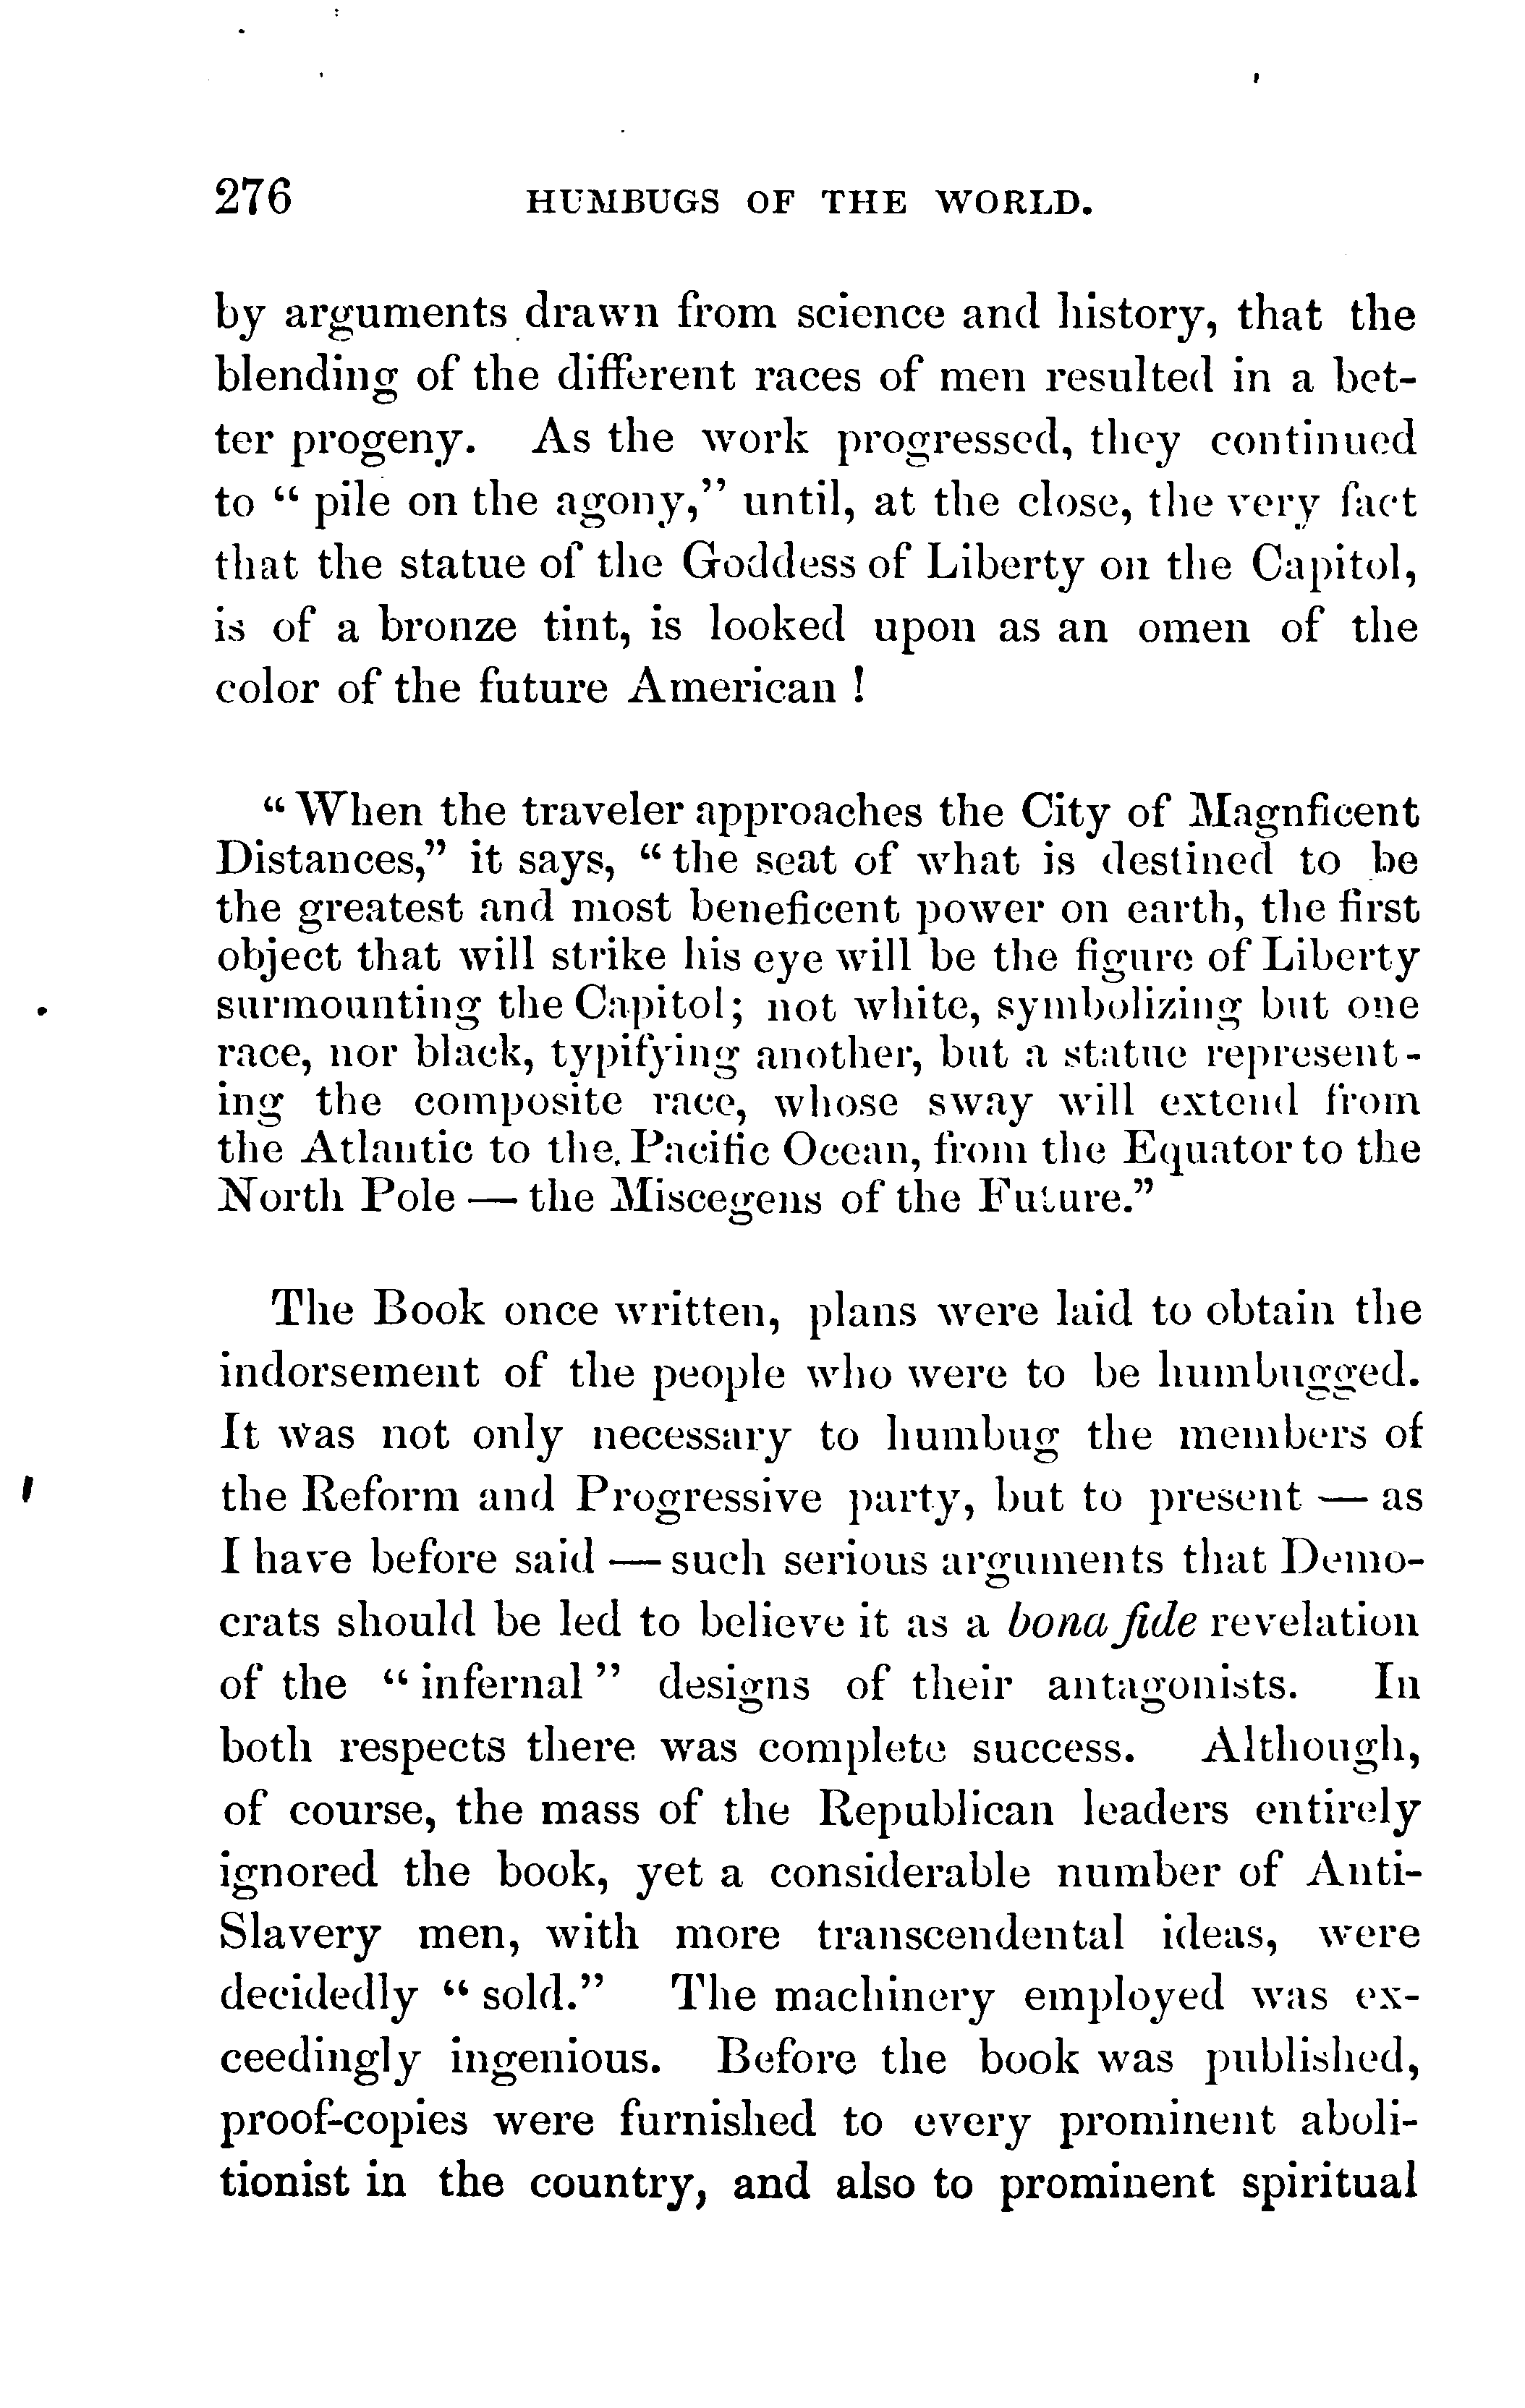 276 HUMBUGS OF THE WORLD.
by arguments drawn from science and history, that the
blending of the different races of men resulted in a bet-
ter progeny. As the work progressed, they continued
to “pile on the agony,” until, at the close, the very fact
that the statue of the Goddess of Liberty on the Capitol,
is of a bronze tint, is looked upon as an omen of the
color of the future American!
“When the traveler approaches the City of Magnficent
Distances,” it says, “the seat of what is destined to be
the greatest and most beneficent power on earth, the first
object that will strike his eye will be the figure of Liberty
surmounting the Capitol; not white, symbolizing but one
race, nor black, typifying another, but a statue represent-
ing the composite race, whose sway will extend from
the Atlantic to the Pacific Ocean, from the Equator to the
North Pole — the Miscegens of the Future.”
The Book once written, plans were laid to obtain the
indorsement of the people who were to be humbugged.
It was not only necessary to humbug the members of
the Reform and Progressive party, but to present — as
I have before said — such serious arguments that Demo-
crats should be led to believe it as a bona fide revelation
of the “infernal” designs of their antagonists. In
both respects there was complete success. Although,
of course, the mass of the Republican leaders entirely
ignored the book, yet a considerable number of Anti-
Slavery men, with more transcendental ideas, were
decidedly “sold.” The machinery employed was ex-
ceedingly ingenious. Before the book was published,
proof-copies were furnished to every prominent aboli-
tionist in the country, and also to prominent spiritual